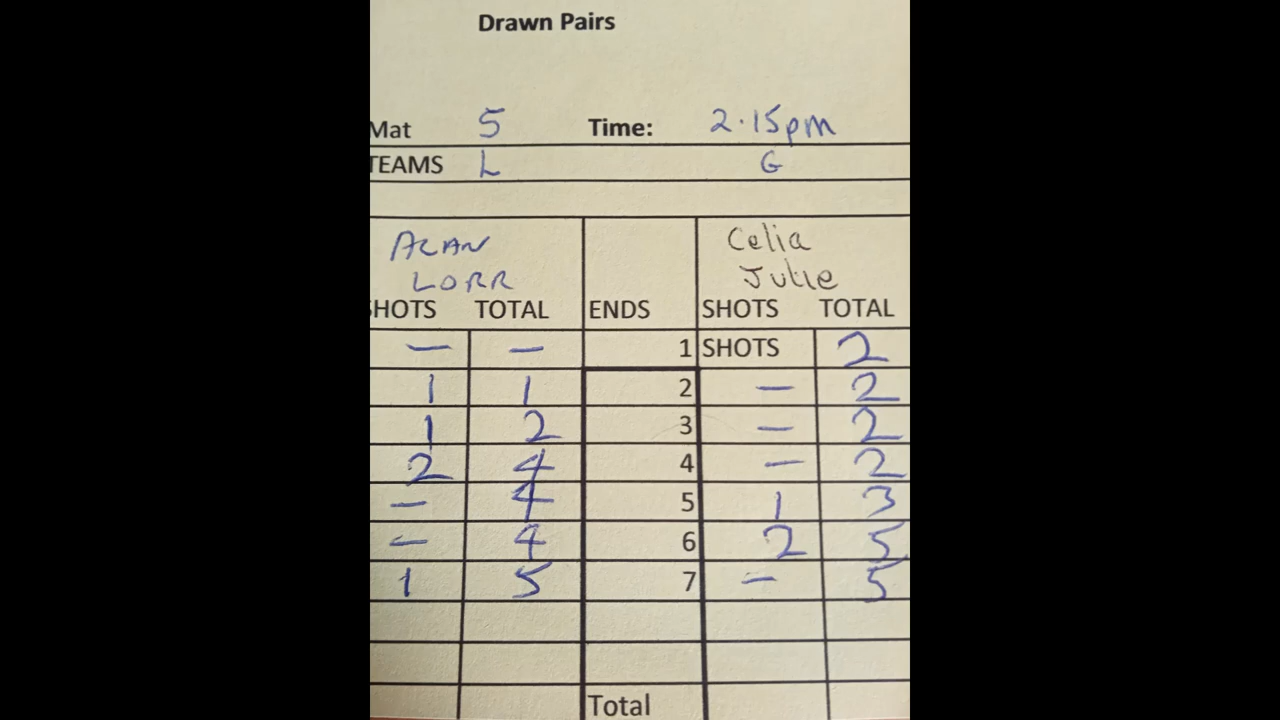 Drawn Pairs
Mat 5 Time: 2.15pm
TEAMS L G
ALAN Celia
LORR Julie
HOTS TOTAL ENDS SHOTS TOTAL
– – 1 SHOTS 2
1 1 2 – 2
1 2 3 – 2
2 4 4 – 2
– 4 5 1 3
– 4 6 2 5
1 5 7 – 5
Total